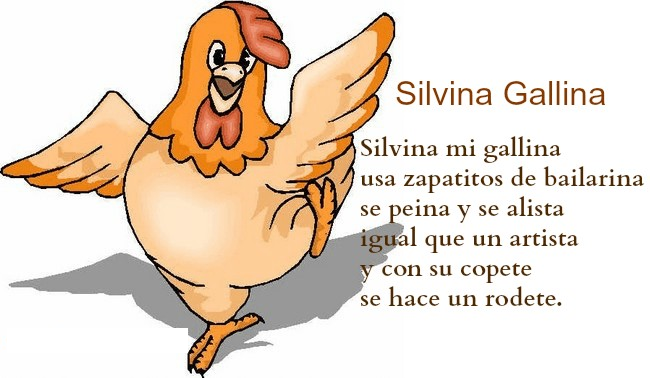 Silvina Gallina
Silvina mi gallina
usa zapatitos de bailarina
se peina y se alista
igual que un artista
y con su copete
se hace un rodete.